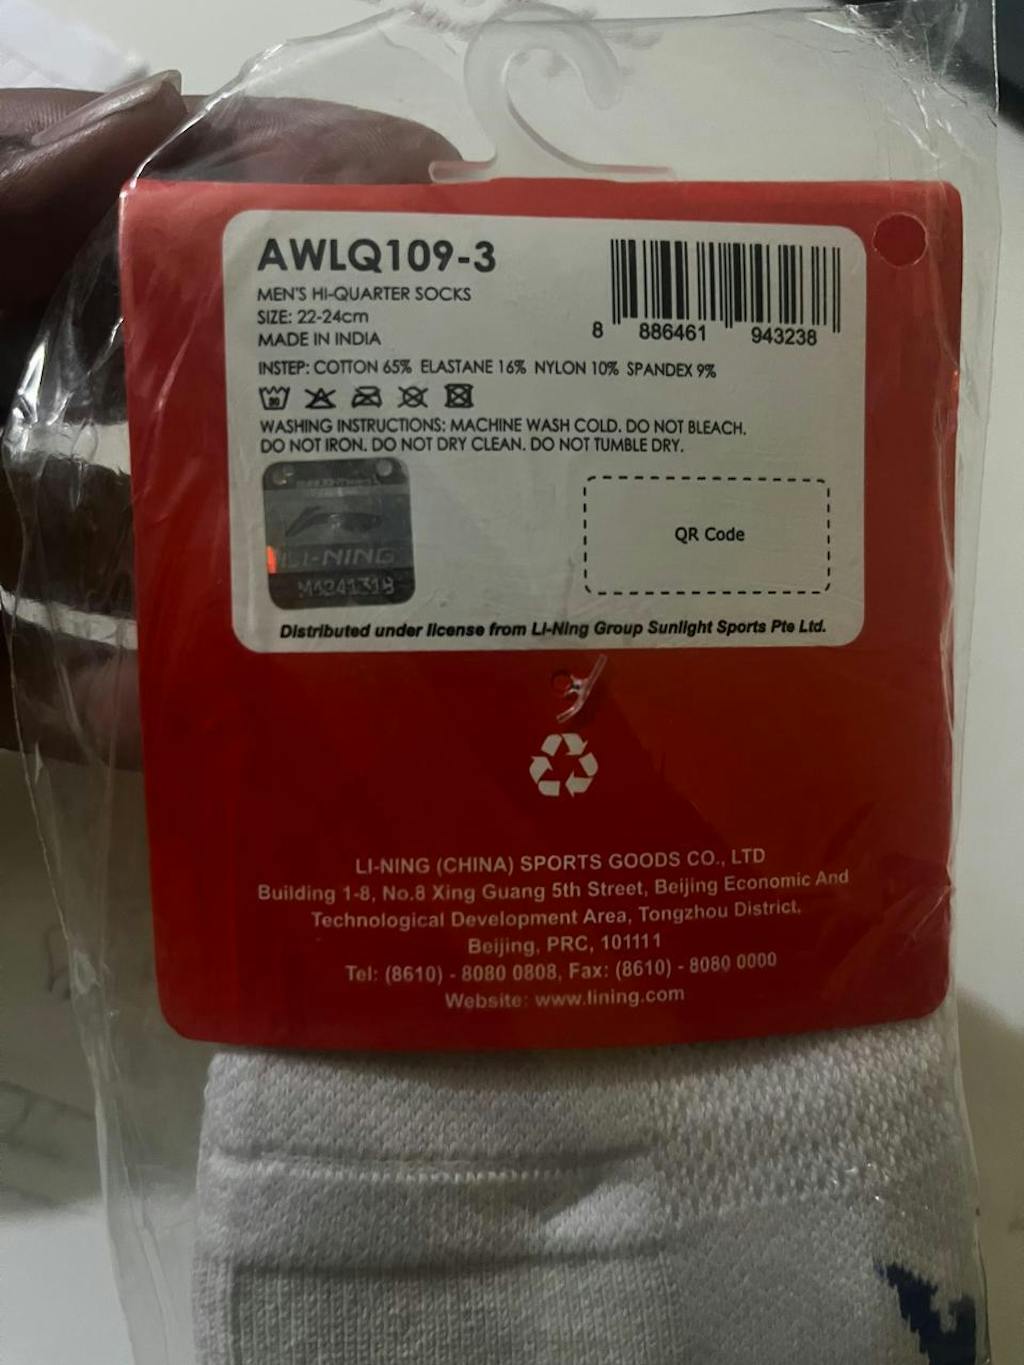 AWLQ109-3
MEN'S HI-QUARTER SOCKS
SIZE: 22-24cm
MADE IN INDIA
8 886461 943238
INSTEP: COTTON 65% ELASTANE 16% NYLON 10% SPANDEX 9%
30
WASHING INSTRUCTIONS: MACHINE WASH COLD. DO NOT BLEACH.
DO NOT IRON. DO NOT DRY CLEAN. DO NOT TUMBLE DRY.
LI-NING
M4241318
QR Code
Distributed under license from Li-Ning Group Sunlight Sports Pte Ltd.
LI-NING (CHINA) SPORTS GOODS CO., LTD
Building 1-8, No.8 Xing Guang 5th Street, Beijing Economic And
Technological Development Area, Tongzhou District.
Beijing, PRC, 101111
Tel: (8610) - 8080 0808, Fax: (8610) - 8080 0000
Website: www.lining.com